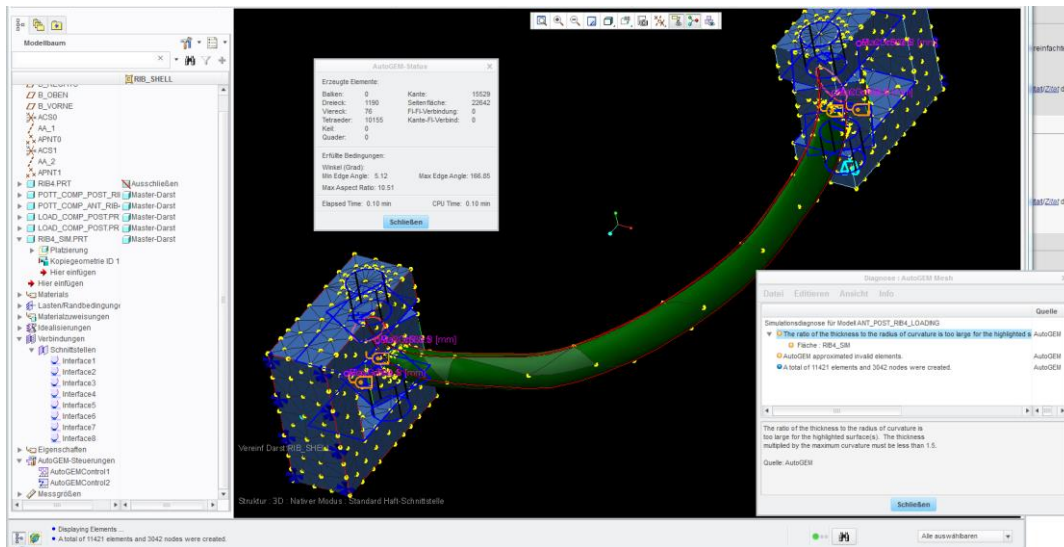 Modellbaum
RIB_SHELL
B_OBEN
B_VORNE
ACS0
AA_1
APNT0
ACS1
AA_2
APNT1
RIB4.PRT Ausschließen
POTT_COMP_POST_RI Master-Darst
POTT_COMP_ANT_RIB Master-Darst
LOAD_COMP_POST.PR Master-Darst
LOAD_COMP_POST.PR Master-Darst
RIB4_SIM.PRT Master-Darst
Platzierung
Kopiegeometrie ID 1
Hier einfügen
Hier einfügen
Materials
Lasten/Randbedingung
Materialzuweisungen
Idealisierungen
Verbindungen
Schnittstellen
Interface1
Interface2
Interface3
Interface4
Interface5
Interface6
Interface7
Interface8
Eigenschaften
AutoGEM-Steuerungen
AutoGEMControl1
AutoGEMControl2
Messgrößen
AutoGEM-Status
Erzeugte Elemente:
Balken: 0 Kante: 15529
Dreieck: 1190 Seitenfläche: 22642
Viereck: 76 Fl-Fl-Verbindung: 0
Tetraeder: 10155 Kante-Fl-Verbind: 0
Keil: 0
Quader: 0
Erfüllte Bedingungen:
Winkel (Grad):
Min Edge Angle: 5.12 Max Edge Angle: 166.85
Max Aspect Ratio: 10.51
Elapsed Time: 0.10 min CPU Time: 0.10 min
Schließen
[mm]
[mm]
[mm]
Vereinf Darst:RIB_SHELL
Struktur : 3D : Nativer Modus : Standard Haft-Schnittstelle
Diagnose : AutoGEM Mesh
Datei Editieren Ansicht Info
Quelle
Simulationsdiagnose für Modell ANT_POST_RIB4_LOADING
The ratio of the thickness to the radius of curvature is too large for the highlighted s AutoGEM
Fläche : RIB4_SIM
AutoGEM approximated invalid elements. AutoGEM
A total of 11421 elements and 3042 nodes were created. AutoGEM
The ratio of the thickness to the radius of curvature is
too large for the highlighted surface(s). The thickness
multiplied by the maximum curvature must be less than 1.5.
Quelle: AutoGEM
Schließen
Displaying Elements ...
A total of 11421 elements and 3042 nodes were created.
Alle auswählbaren